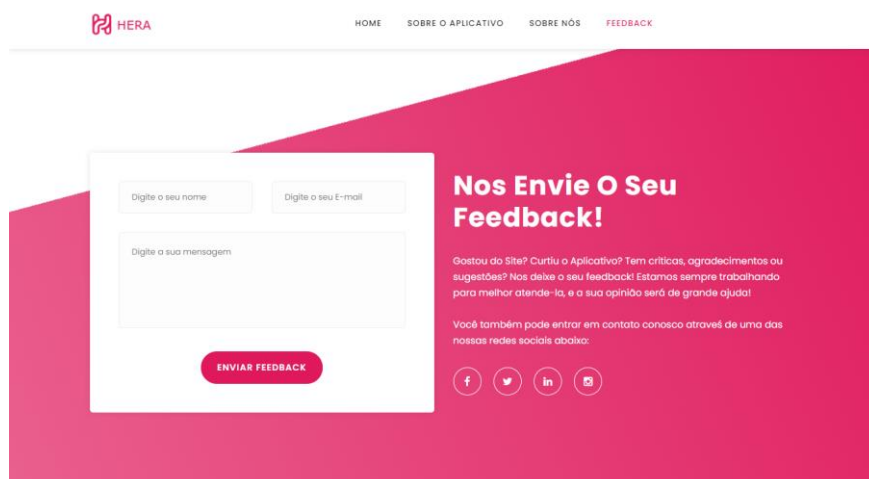 HERA
HOME SOBRE O APLICATIVO SOBRE NÓS FEEDBACK
Digite o seu nome Digite o seu E-mail
Digite a sua mensagem
ENVIAR FEEDBACK
Nos Envie O Seu
Feedback!
Gostou do Site? Curtiu o Aplicativo? Tem críticas, agradecimentos ou
sugestões? Nos deixe o seu feedback! Estamos sempre trabalhando
para melhor atende-la, e a sua opinião será de grande ajuda!
Você também pode entrar em contato conosco atraveś de uma das
nossas redes sociais abaixo: